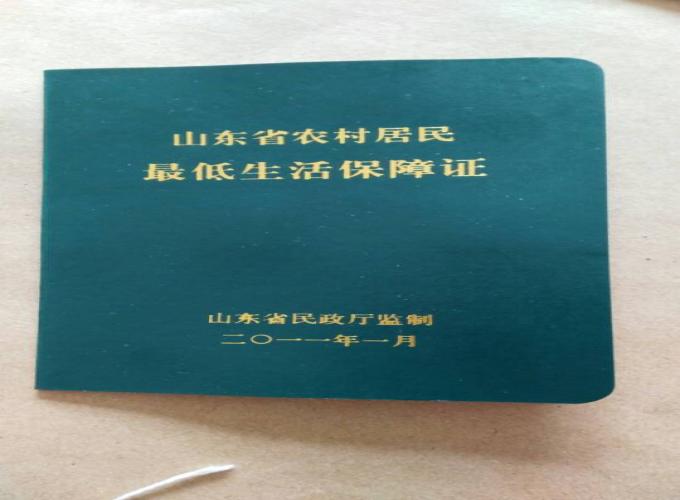 山东省农村居民
最低生活保障证
山东省民政厅监制
二〇一一年一月